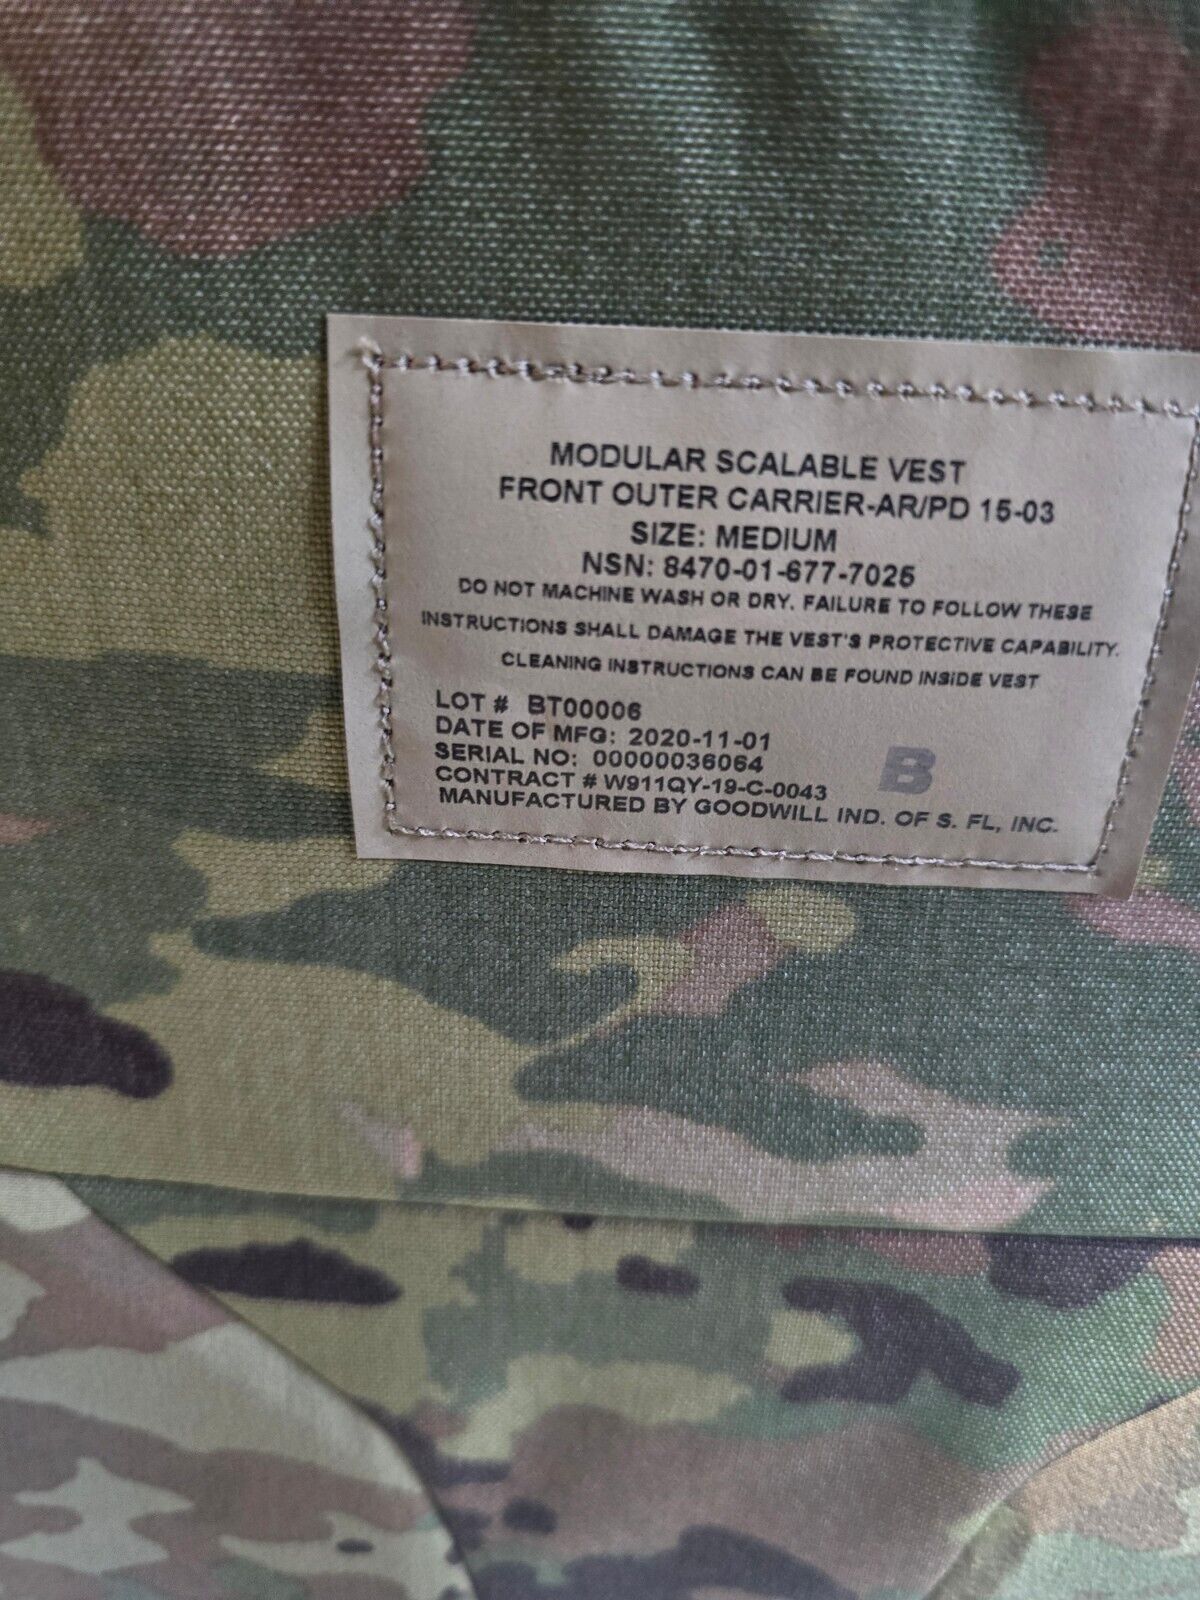 MODULAR SCALABLE VEST
FRONT OUTER CARRIER-AR/PD 15-03
SIZE: MEDIUM
NSN: 8470-01-677-7025
DO NOT MACHINE WASH OR DRY. FAILURE TO FOLLOW THESE
INSTRUCTIONS SHALL DAMAGE THE VEST'S PROTECTIVE CAPABILITY.
CLEANING INSTRUCTIONS CAN BE FOUND INSIDE VEST
LOT # BT00006
DATE OF MFG: 2020-11-01
SERIAL NO: 00000036064
CONTRACT # W911QY-19-C-0043
B
MANUFACTURED BY GOODWILL IND. OF S. FL, INC.